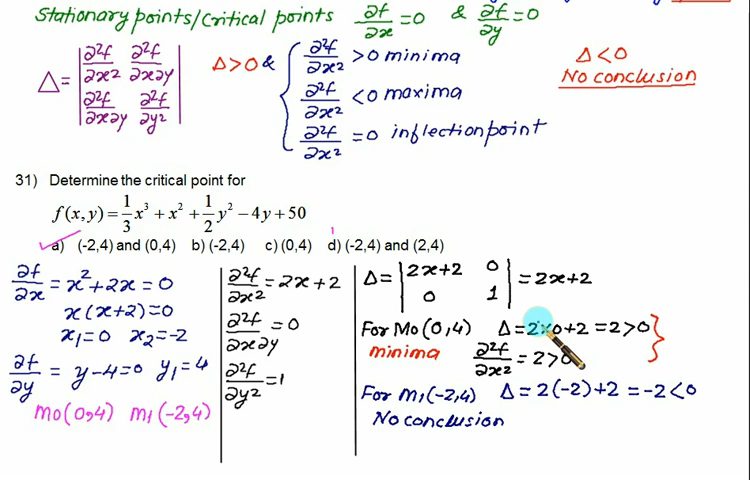 Stationary points/Critical points ∂f/∂x = 0 & ∂f/∂y = 0
Δ = | ∂²f/∂x² ∂²f/∂x∂y |
| ∂²f/∂x∂y ∂²f/∂y² |
Δ > 0 & { ∂²f/∂x² > 0 minima
∂²f/∂x² < 0 maxima
∂²f/∂x² = 0 inflection point
Δ < 0
No conclusion
31) Determine the critical point for
f(x, y) = 1/3 x³ + x² + 1/2 y² − 4y + 50
a) (-2,4) and (0,4) b) (-2,4) c) (0,4) d) (-2,4) and (2,4)
∂f/∂x = x² + 2x = 0
x(x+2) = 0
x₁ = 0 x₂ = -2
∂f/∂y = y - 4 = 0 y₁ = 4
M0(0,4) M1(-2,4)
∂²f/∂x² = 2x + 2
∂²f/∂x∂y = 0
∂²f/∂y² = 1
Δ = | 2x+2 0 |
| 0 1 | = 2x+2
For M0(0,4) Δ = 2×0+2 = 2 > 0
minima ∂²f/∂x² = 2 > 0
For M1(-2,4) Δ = 2(-2)+2 = -2 < 0
No conclusion